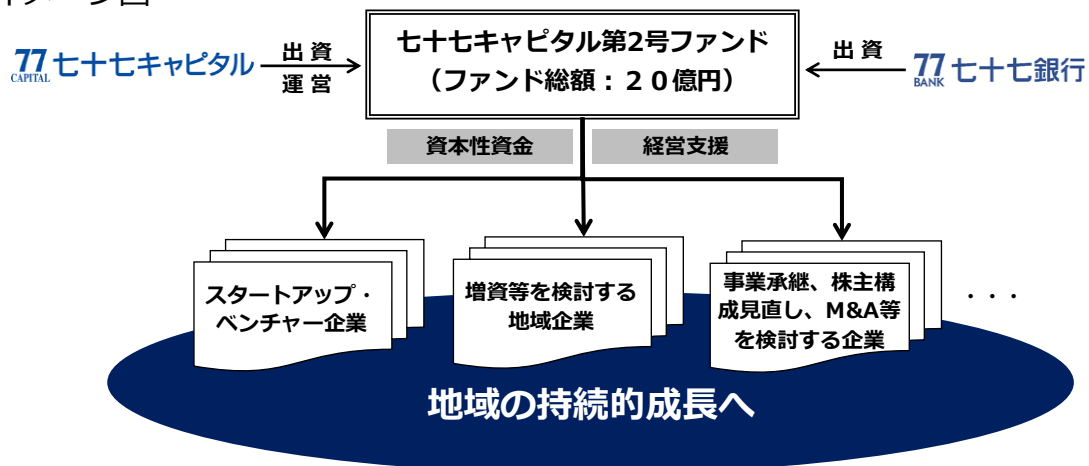 七十七キャピタル第2号ファンド
（ファンド総額：２０億円）
77
CAPITAL
七十七キャピタル
出 資
運 営
出 資
77
BANK
七十七銀行
資本性資金
経営支援
スタートアップ・
ベンチャー企業
増資等を検討する
地域企業
事業承継、株主構
成見直し、M&A等
を検討する企業
・・・
地域の持続的成長へ